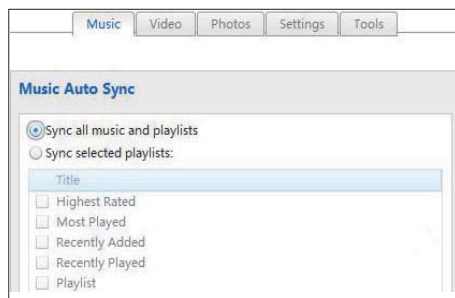 Music Video Photos Settings Tools
Music Auto Sync
Sync all music and playlists
Sync selected playlists:
Title
Highest Rated
Most Played
Recently Added
Recently Played
Playlist